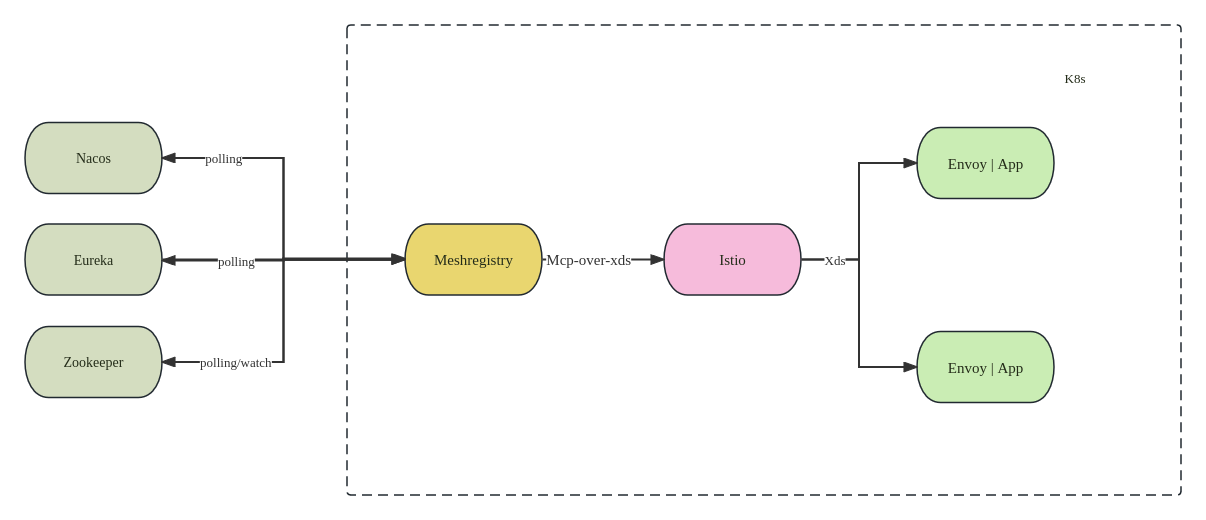 K8s
Nacos
polling
Envoy | App
Eureka
polling
Meshregistry
Mcp-over-xds
Istio
Xds
Zookeeper
polling/watch
Envoy | App